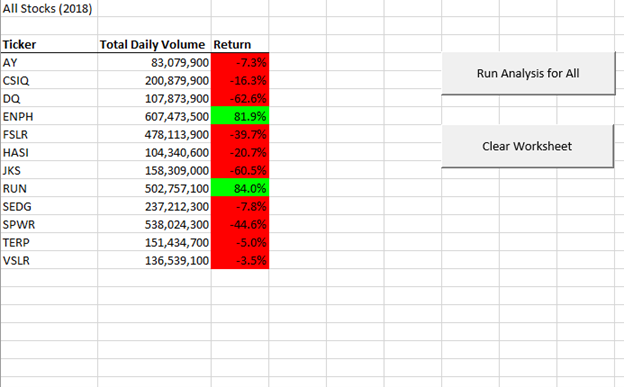 All Stocks (2018)
Ticker Total Daily Volume Return
AY 83,079,900 -7.3%
CSIQ 200,879,900 -16.3%
DQ 107,873,900 -62.6%
ENPH 607,473,500 81.9%
FSLR 478,113,900 -39.7%
HASI 104,340,600 -20.7%
JKS 158,309,000 -60.5%
RUN 502,757,100 84.0%
SEDG 237,212,300 -7.8%
SPWR 538,024,300 -44.6%
TERP 151,434,700 -5.0%
VSLR 136,539,100 -3.5%
Run Analysis for All
Clear Worksheet